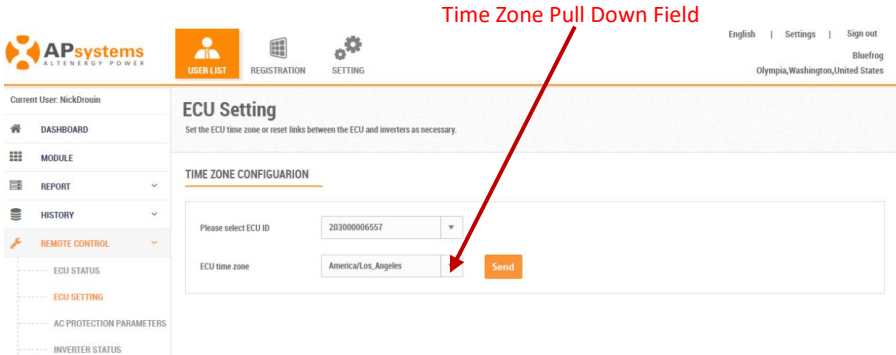 Time Zone Pull Down Field
English | Settings | Sign out
APsystems
ALTENERGY POWER
USER LIST REGISTRATION SETTING
Bluefrog
Olympia,Washington,United States
Current User: NickDrouin
DASHBOARD
MODULE
REPORT
HISTORY
REMOTE CONTROL
ECU STATUS
ECU SETTING
AC PROTECTION PARAMETERS
INVERTER STATUS
ECU Setting
Set the ECU time zone or reset links between the ECU and inverters as necessary.
TIME ZONE CONFIGUARION
Please select ECU ID 203000006557
ECU time zone America/Los_Angeles Send